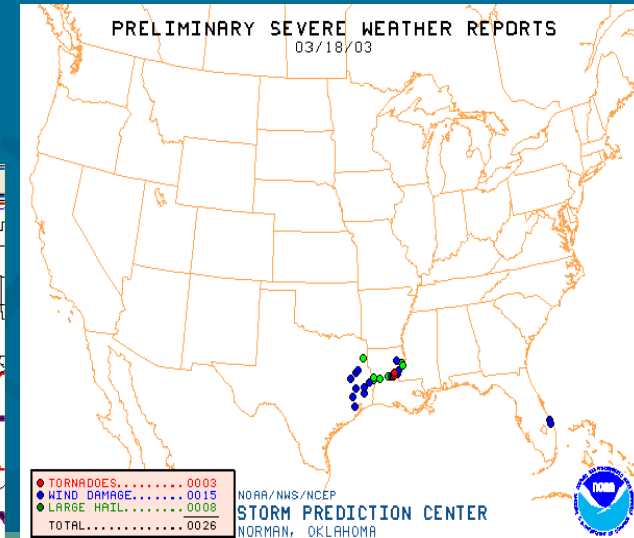 PRELIMINARY SEVERE WEATHER REPORTS
03/18/03
TORNADOES.........0003
WIND DAMAGE.......0015
LARGE HAIL........0008
TOTAL............0026
NOAA/NWS/NCEP
STORM PREDICTION CENTER
NORMAN, OKLAHOMA
noaa